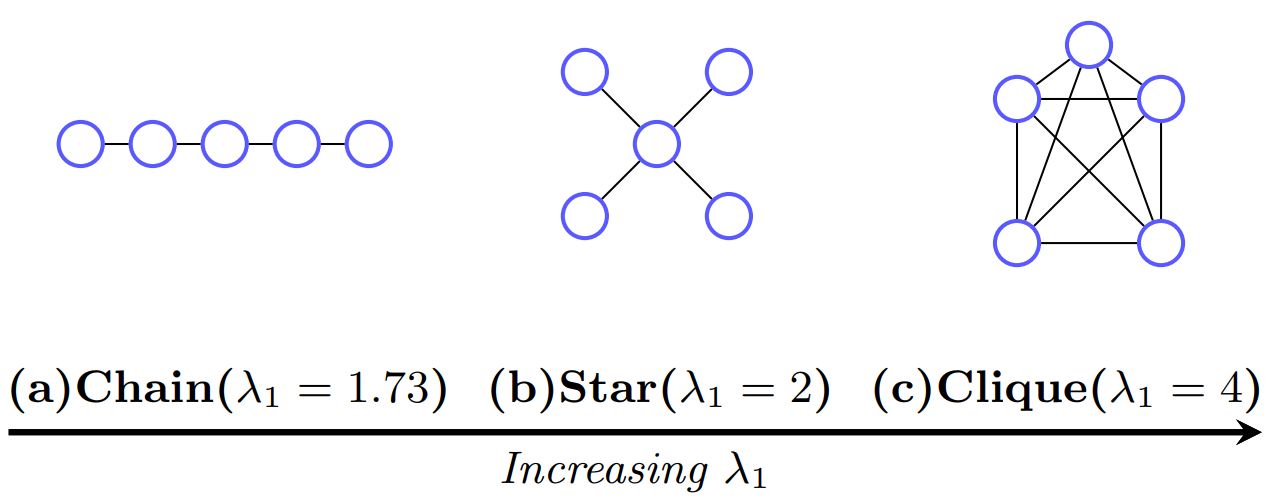 (a)Chain(λ₁ = 1.73) (b)Star(λ₁ = 2) (c)Clique(λ₁ = 4)
Increasing λ₁